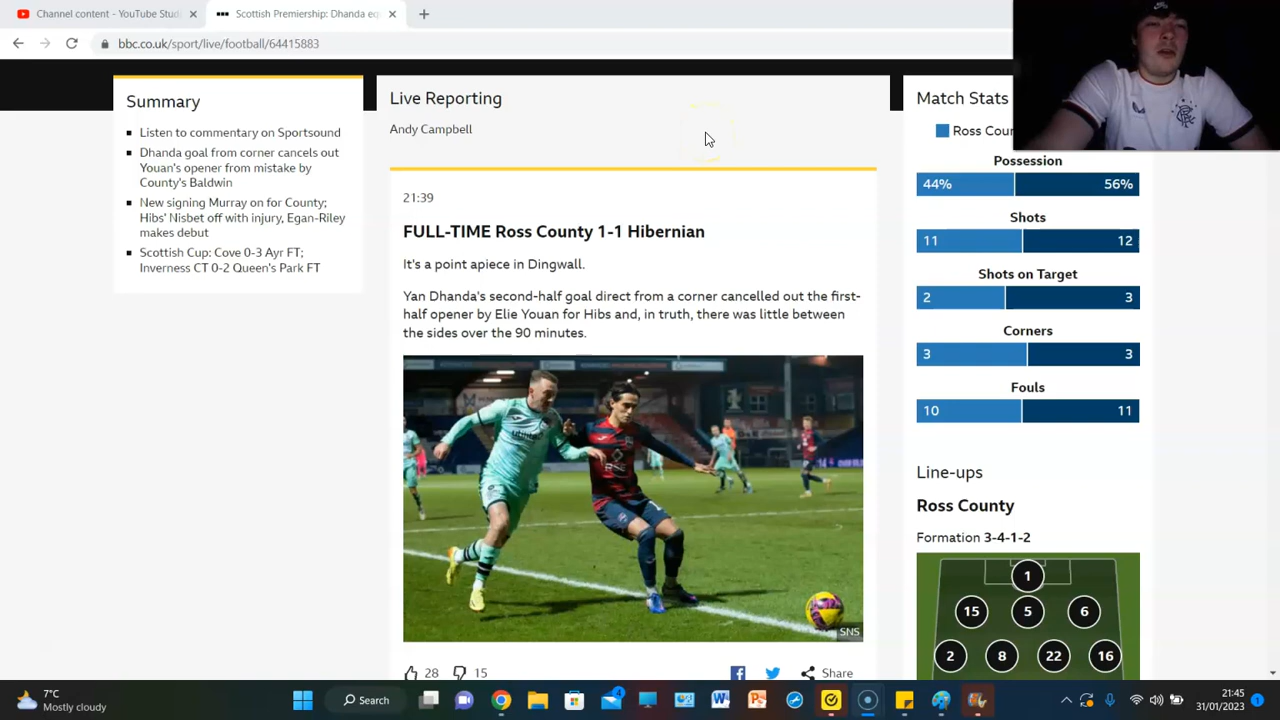 Channel content - YouTube Stud
Scottish Premiership: Dhanda eq
bbc.co.uk/sport/live/football/64415883
Summary
Listen to commentary on Sportsound
Dhanda goal from corner cancels out
Youan's opener from mistake by
County's Baldwin
New signing Murray on for County;
Hibs' Nisbet off with injury, Egan-Riley
makes debut
Scottish Cup: Cove 0-3 Ayr FT;
Inverness CT 0-2 Queen's Park FT
Live Reporting
Andy Campbell
21:39
FULL-TIME Ross County 1-1 Hibernian
It's a point apiece in Dingwall.
Yan Dhanda's second-half goal direct from a corner cancelled out the first-
half opener by Elie Youan for Hibs and, in truth, there was little between
the sides over the 90 minutes.
SNS
28 15 Share
Match Stats
Ross Coun
Possession
44% 56%
Shots
11 12
Shots on Target
2 3
Corners
3 3
Fouls
10 11
Line-ups
Ross County
Formation 3-4-1-2
1
15 5 6
2 8 22 16
7°C
Mostly cloudy
Search
4
21:45
31/01/2023